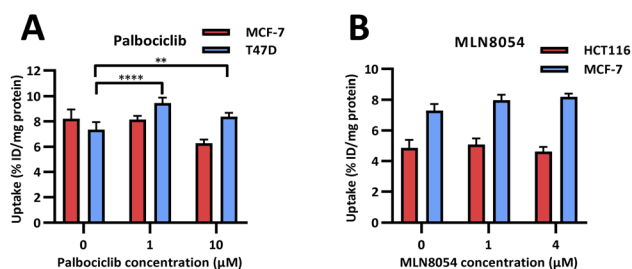 A
Palbociclib
MCF-7
T47D
**
****
Uptake (% ID/mg protein)
12
10
8
6
4
2
0
0 1 10
Palbociclib concentration (μM)
B
MLN8054
HCT116
MCF-7
Uptake (% ID/mg protein)
10
8
6
4
2
0
0 1 4
MLN8054 concentration (μM)